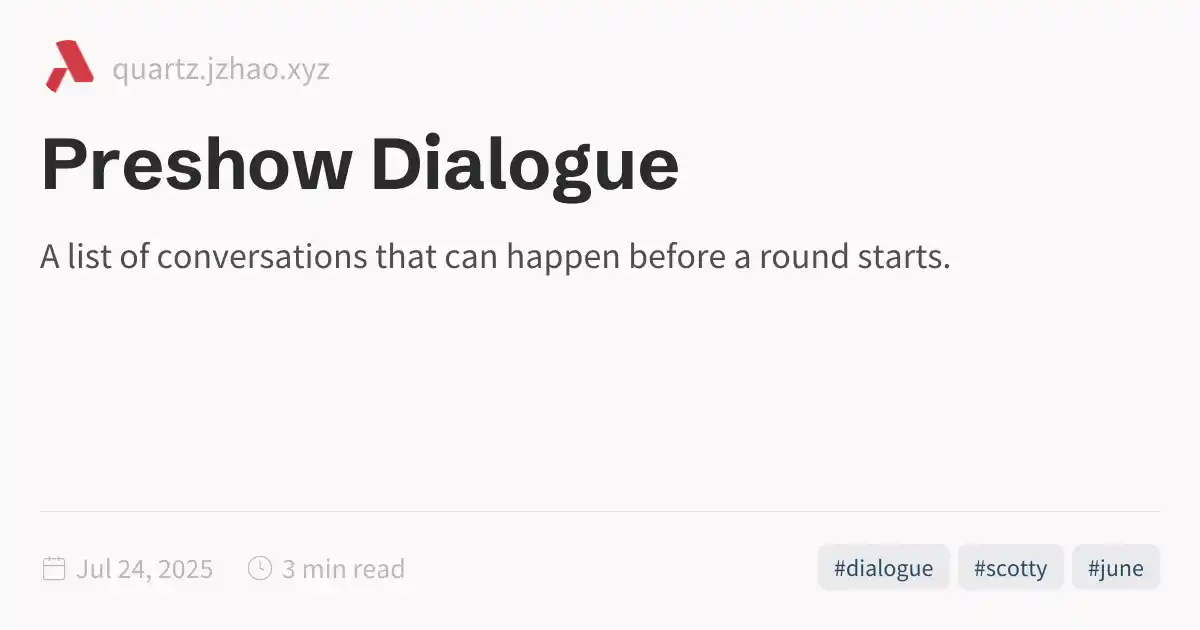 quartz.jzhao.xyz
Preshow Dialogue
A list of conversations that can happen before a round starts.
Jul 24, 2025 3 min read #dialogue #scotty #june